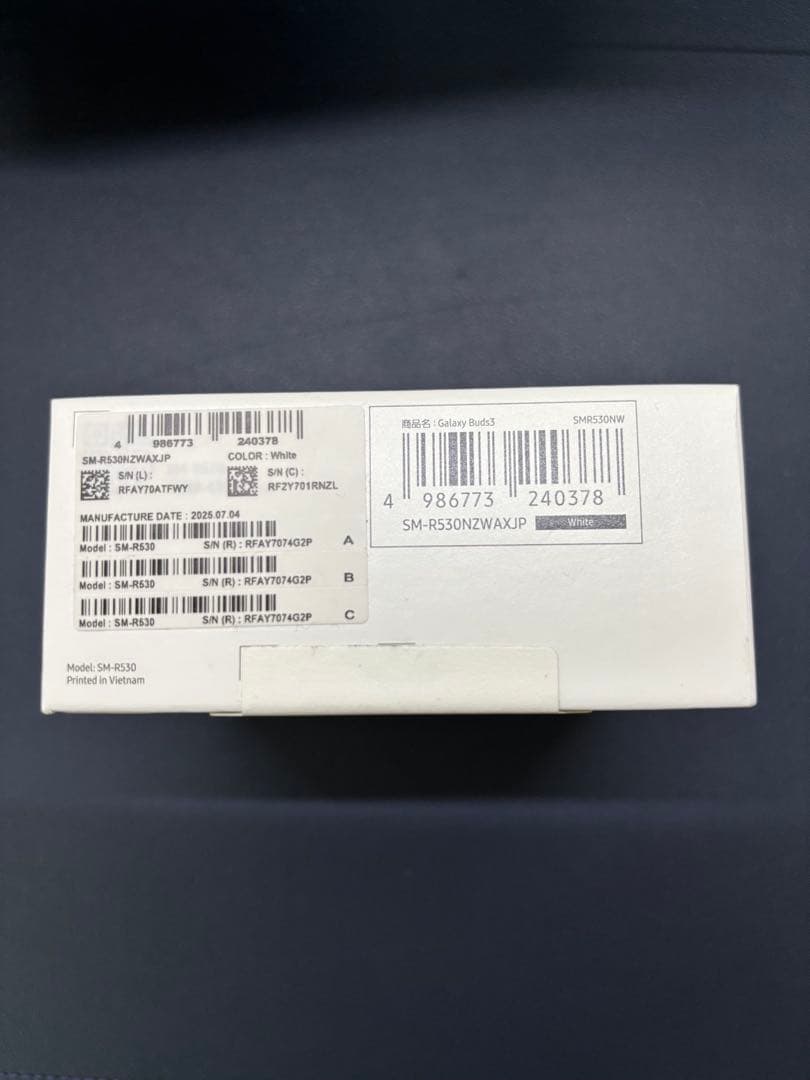 4 986773 240378
SM-R530NZWAXJP COLOR : White
S/N (L) : S/N (C) :
RFAY70ATFWY RF2Y701RNZL
MANUFACTURE DATE : 2025.07.04
Model : SM-R530 S/N (R) : RFAY7074G2P A
Model : SM-R530 S/N (R) : RFAY7074G2P B
Model : SM-R530 S/N (R) : RFAY7074G2P C
商品名 : Galaxy Buds3 SMR530NW
4 986773 240378
SM-R530NZWAXJP White
Model: SM-R530
Printed in Vietnam